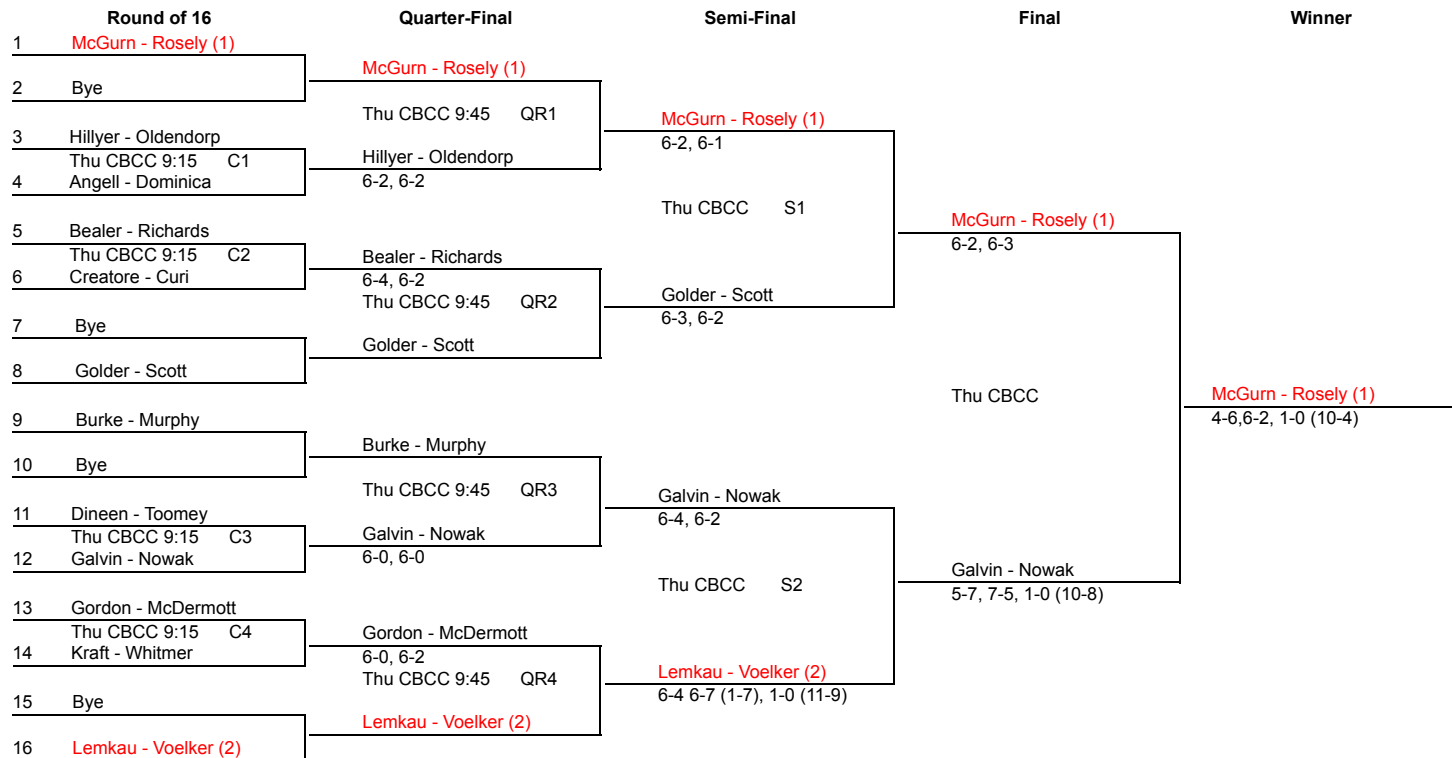 Round of 16 Quarter-Final Semi-Final Final Winner
1 McGurn - Rosely (1)
McGurn - Rosely (1)
2 Bye
Thu CBCC 9:45 QR1
McGurn - Rosely (1)
3 Hillyer - Oldendorp
6-2, 6-1
Thu CBCC 9:15 C1
Hillyer - Oldendorp
4 Angell - Dominica
6-2, 6-2
Thu CBCC S1
McGurn - Rosely (1)
5 Bealer - Richards
6-2, 6-3
Thu CBCC 9:15 C2
Bealer - Richards
6 Creatore - Curi
6-4, 6-2
Golder - Scott
Thu CBCC 9:45 QR2
6-3, 6-2
7 Bye
Golder - Scott
8 Golder - Scott
Thu CBCC
McGurn - Rosely (1)
9 Burke - Murphy
4-6,6-2, 1-0 (10-4)
Burke - Murphy
10 Bye
Thu CBCC 9:45 QR3
Galvin - Nowak
11 Dineen - Toomey
6-4, 6-2
Thu CBCC 9:15 C3
Galvin - Nowak
12 Galvin - Nowak
6-0, 6-0
Galvin - Nowak
Thu CBCC S2
5-7, 7-5, 1-0 (10-8)
13 Gordon - McDermott
Thu CBCC 9:15 C4
Gordon - McDermott
14 Kraft - Whitmer
6-0, 6-2
Lemkau - Voelker (2)
Thu CBCC 9:45 QR4
6-4 6-7 (1-7), 1-0 (11-9)
15 Bye
Lemkau - Voelker (2)
16 Lemkau - Voelker (2)